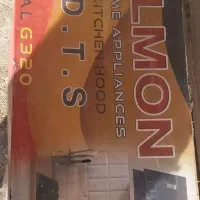 LMON
ME APPLIANCES
KITCHEN HOOD
D.T.S
AL G320